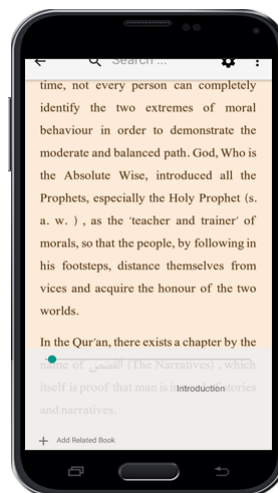 Search ...
time, not every person can completely
identify the two extremes of moral
behaviour in order to demonstrate the
moderate and balanced path. God, Who is
the Absolute Wise, introduced all the
Prophets, especially the Holy Prophet (s.
a. w. ) , as the 'teacher and trainer' of
morals, so that the people, by following in
his footsteps, distance themselves from
vices and acquire the honour of the two
worlds.
In the Qur'an, there exists a chapter by the
name of القصص (The Narratives) , which
itself is proof that man is in stories
Introduction
and narratives.
Add Related Book